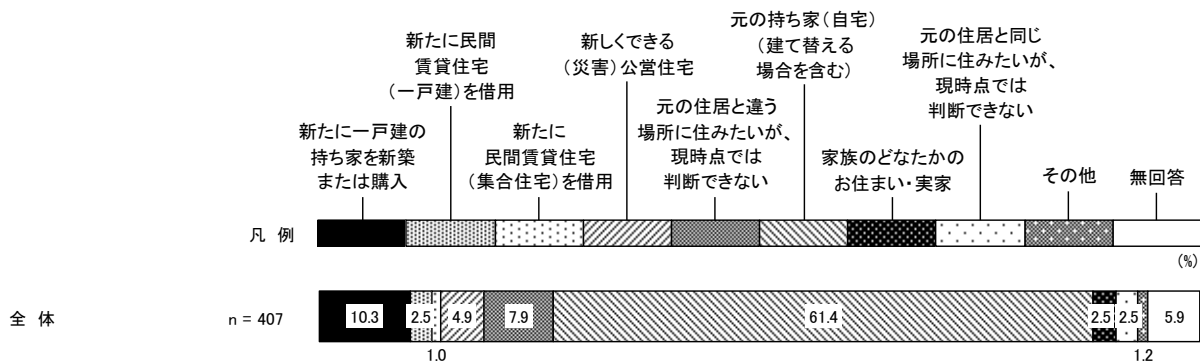 新たに一戸建の
持ち家を新築
または購入
新たに民間
賃貸住宅
(一戸建)を借用
新たに
民間賃貸住宅
(集合住宅)を借用
新しくできる
(災害)公営住宅
元の住居と違う
場所に住みたいが、
現時点では
判断できない
元の持ち家(自宅)
(建て替える
場合を含む)
家族のどなたかの
お住まい・実家
元の住居と同じ
場所に住みたいが、
現時点では
判断できない
その他
無回答
凡 例
(%)
全 体 n = 407 10.3 2.5 4.9 7.9 61.4 2.5 2.5 5.9
1.0 1.2